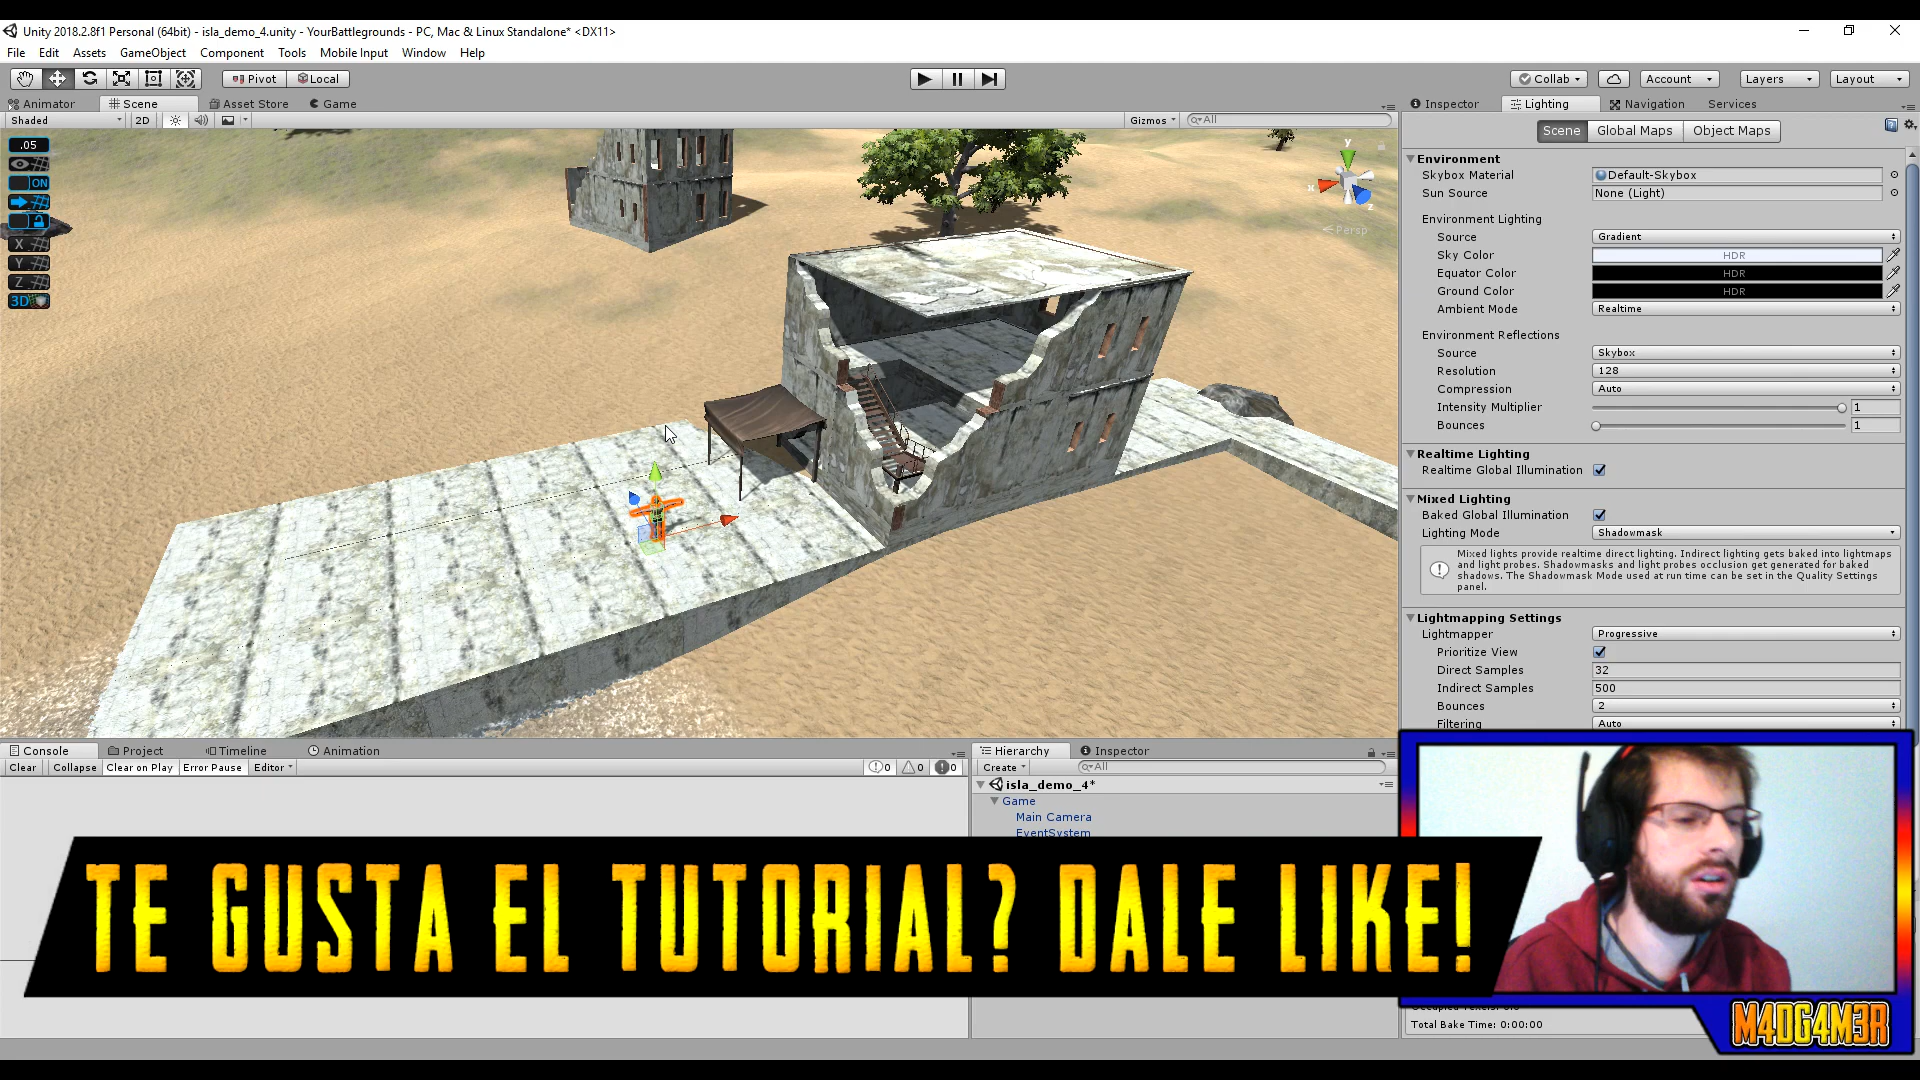 Unity 2018.2.8f1 Personal (64bit) - isla_demo_4.unity - YourBattlegrounds - PC, Mac & Linux Standalone* <DX11>
File Edit Assets GameObject Component Tools Mobile Input Window Help
Pivot Local Collab Account Layers Layout
Animator Scene Asset Store Game
Shaded 2D Gizmos All
.05
ON
X
Y
Z
3D
y
x
z
Persp
Inspector Lighting Navigation Services
Scene Global Maps Object Maps
Environment
Skybox Material Default-Skybox
Sun Source None (Light)
Environment Lighting
Source Gradient
Sky Color HDR
Equator Color HDR
Ground Color HDR
Ambient Mode Realtime
Environment Reflections
Source Skybox
Resolution 128
Compression Auto
Intensity Multiplier 1
Bounces 1
Realtime Lighting
Realtime Global Illumination
Mixed Lighting
Baked Global Illumination
Lighting Mode Shadowmask
Mixed lights provide realtime direct lighting. Indirect lighting gets baked into lightmaps
and light probes. Shadowmasks and light probes occlusion get generated for baked
shadows. The Shadowmask Mode used at run time can be set in the Quality Settings
panel.
Lightmapping Settings
Lightmapper Progressive
Prioritize View
Direct Samples 32
Indirect Samples 500
Bounces 2
Filtering Auto
Console Project Timeline Animation
Clear Collapse Clear on Play Error Pause Editor 0 0 0
Hierarchy Inspector
Create All
isla_demo_4*
Game
Main Camera
EventSystem
TE GUSTA EL TUTORIAL? DALE LIKE!
Total Bake Time: 0:00:00
M4DG4M3R